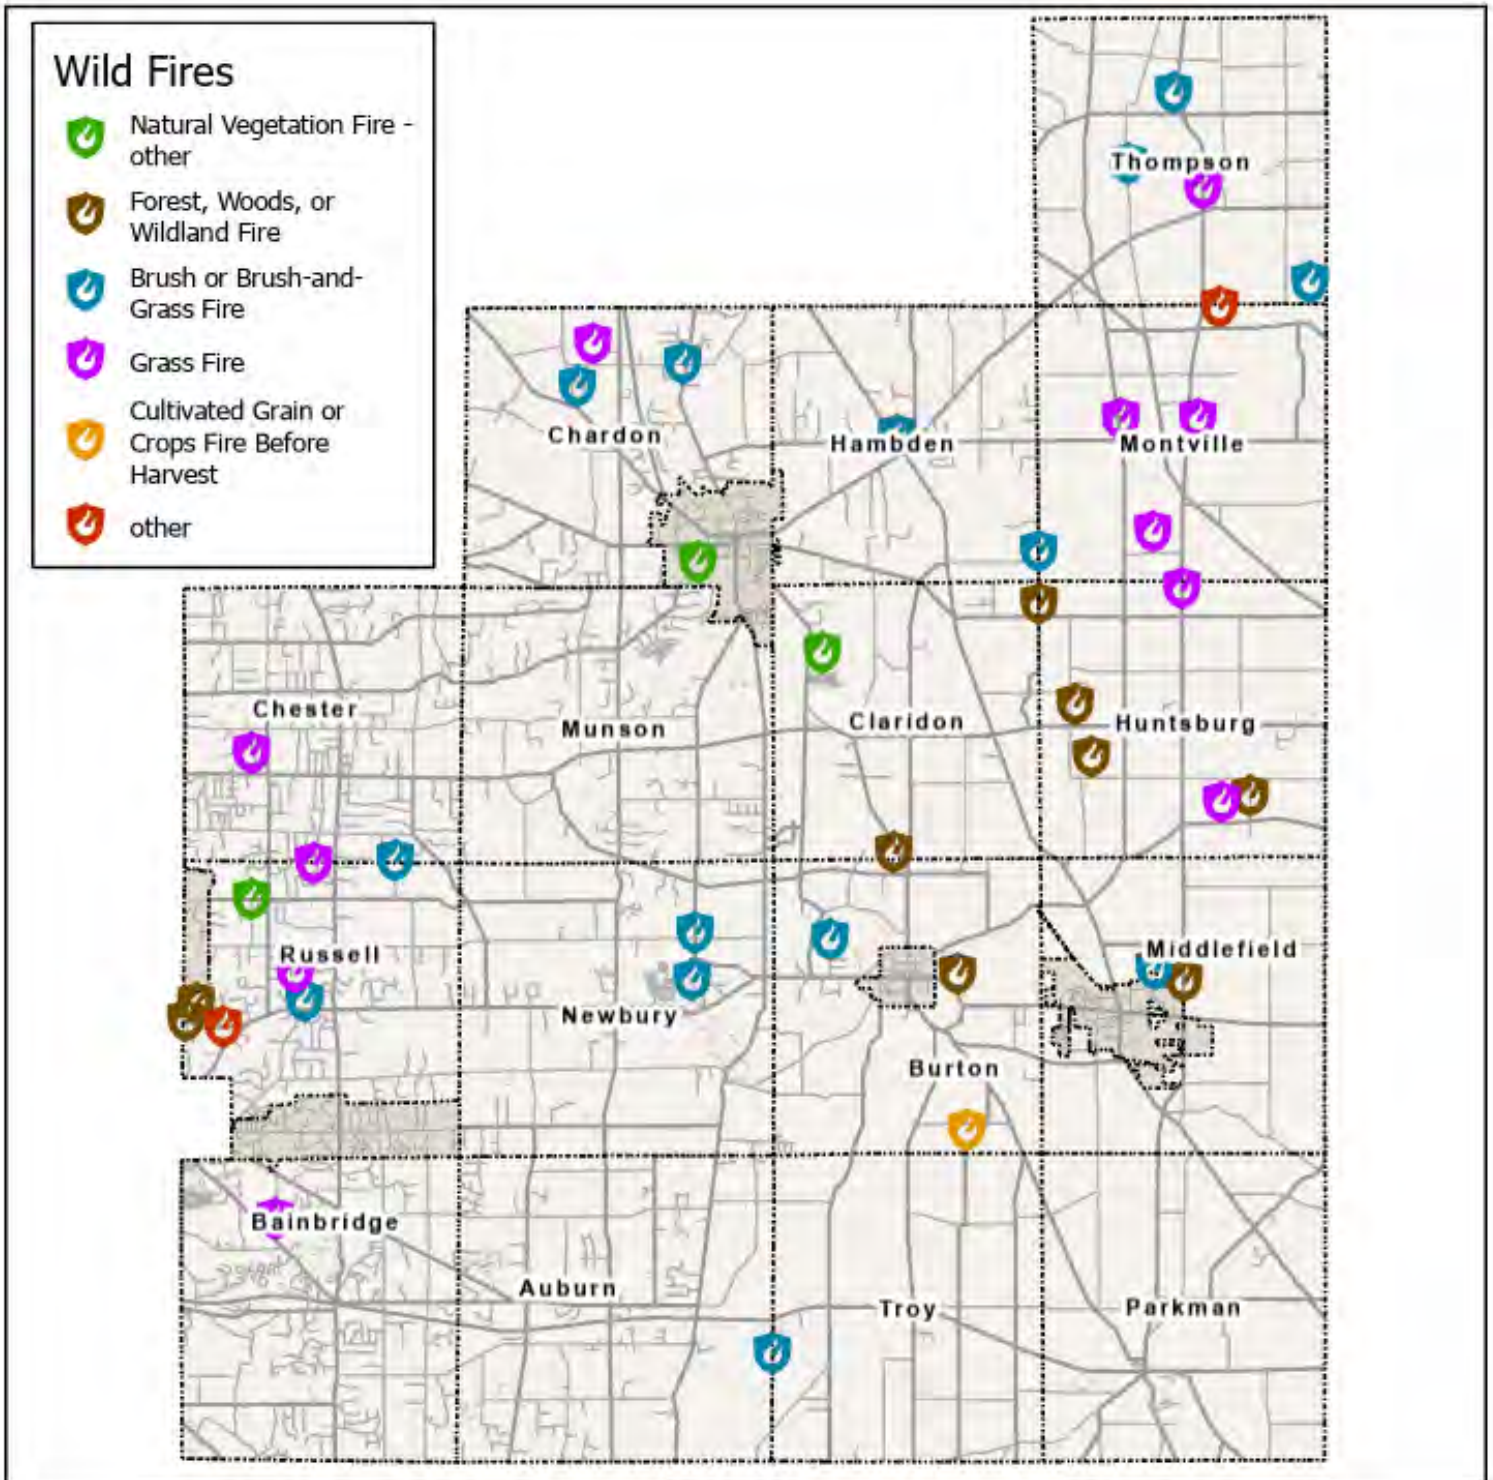 Wild Fires
Natural Vegetation Fire -
other
Forest, Woods, or
Wildland Fire
Brush or Brush-and-
Grass Fire
Grass Fire
Cultivated Grain or
Crops Fire Before
Harvest
other
Thompson
Chardon
Hambden
Montville
Chester
Munson
Claridon
Huntsburg
Russell
Newbury
Burton
Middlefield
Bainbridge
Auburn
Troy
Parkman